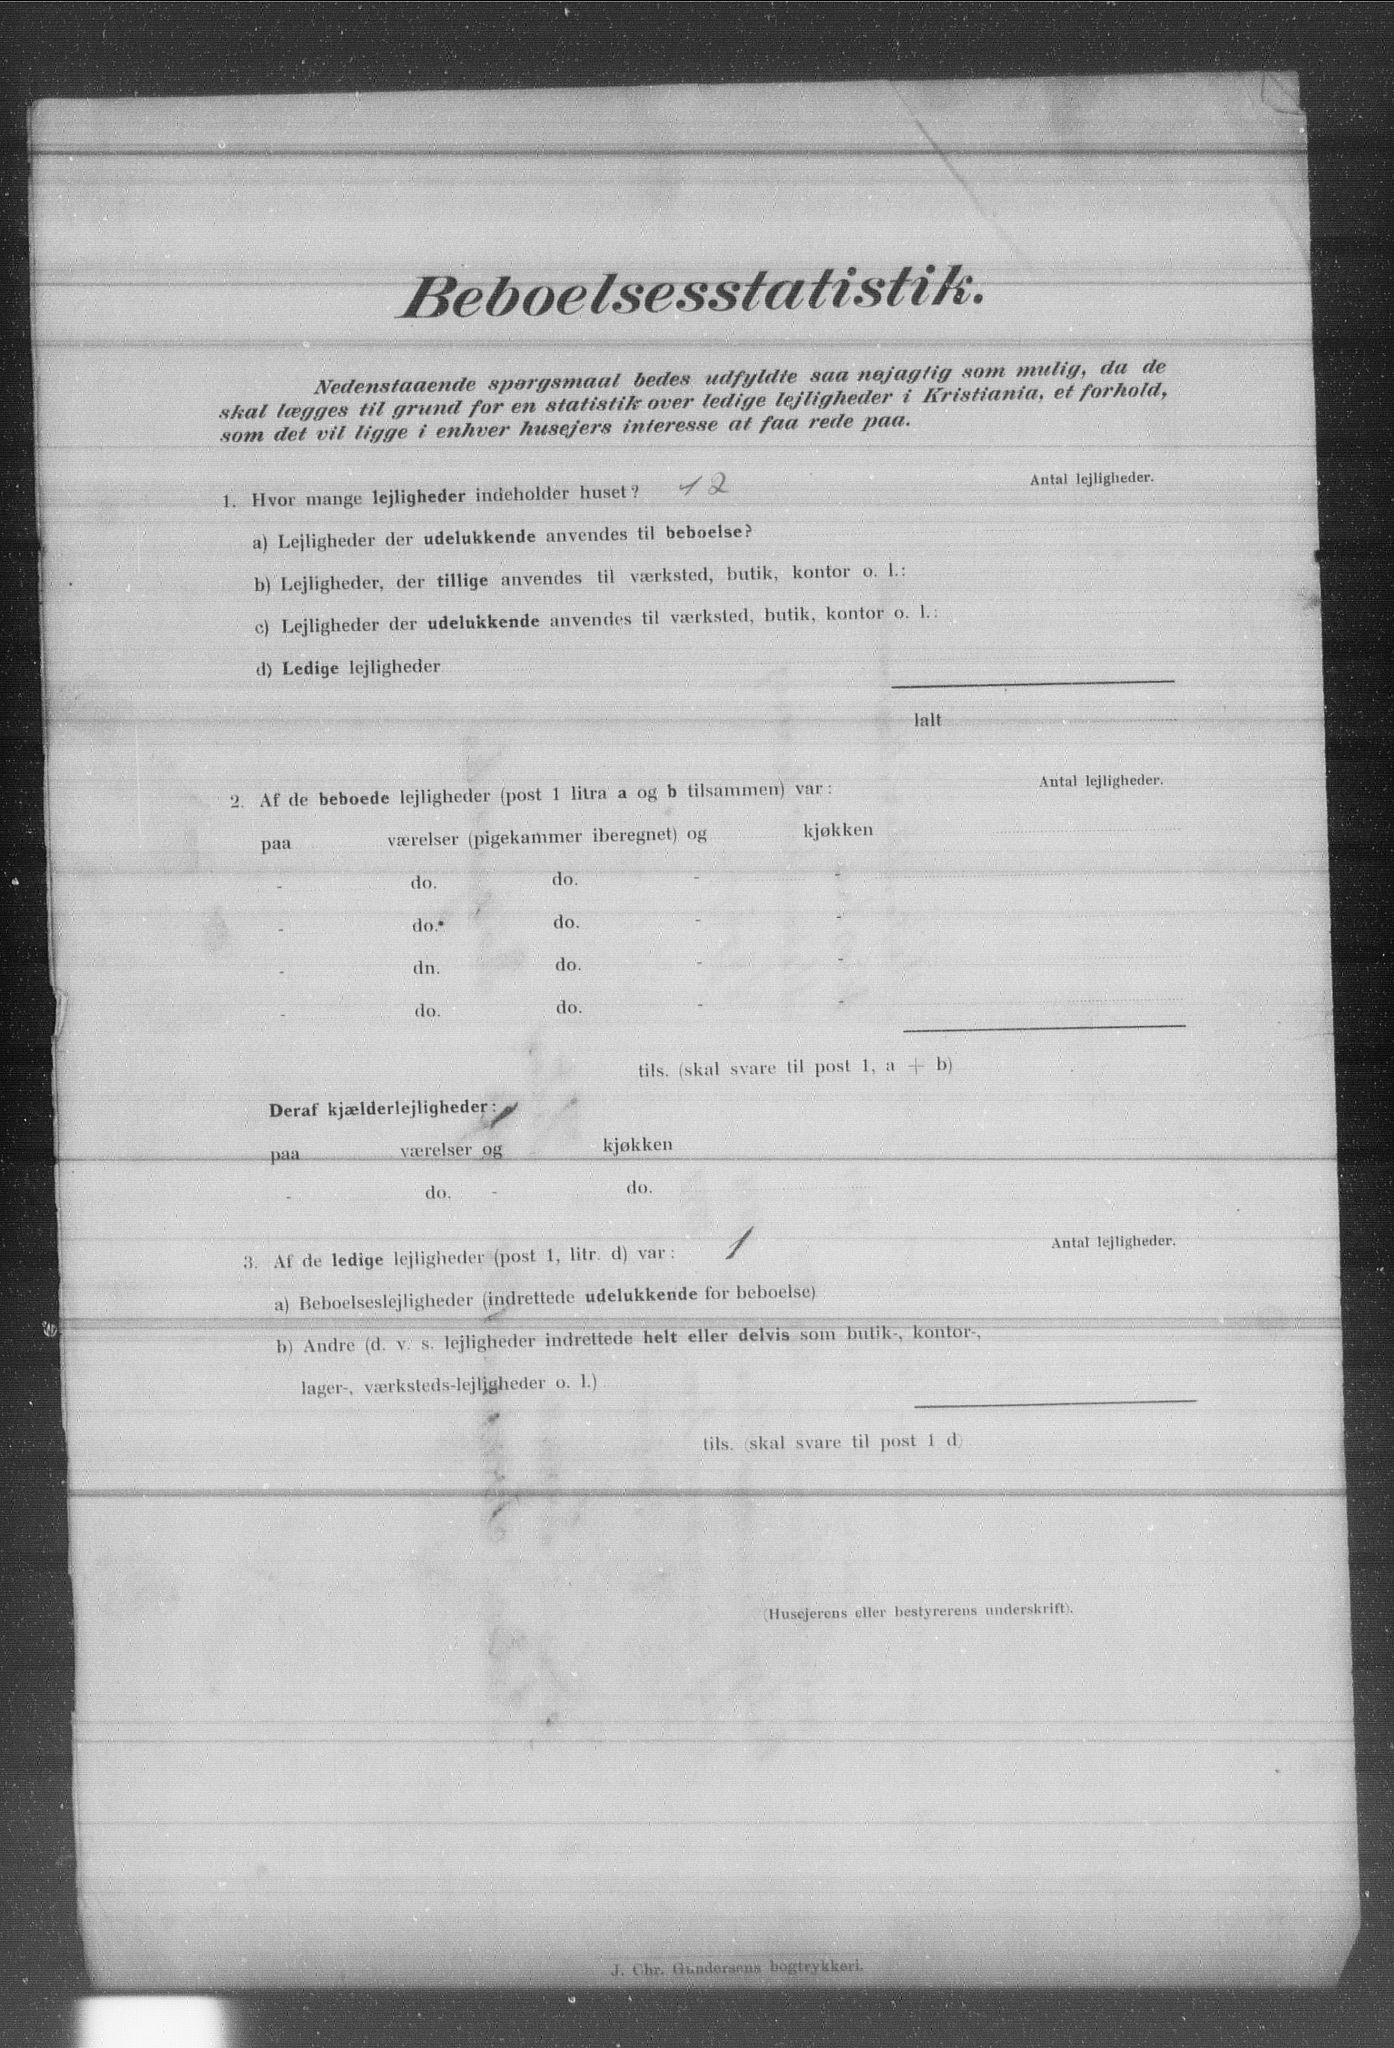 Beboelsesstatistik.
Nedenstaaende spørgsmaal bedes udfyldte saa nøjagtig som mulig, da de
skal lægges til grund for en statistik over ledige lejligheder i Kristiania, et forhold,
som det vil ligge i enhver husejers interesse at faa rede paa.
Antal lejligheder.
1. Hvor mange lejligheder indeholder huset? 12
a) Lejligheder der udelukkende anvendes til beboelse?
b) Lejligheder, der tillige anvendes til værksted, butik, kontor o. l.:
c) Lejligheder der udelukkende anvendes til værksted, butik, kontor o. l.:
d) Ledige lejligheder
Ialt
Antal lejligheder.
2. Af de beboede lejligheder (post 1 litra a og b tilsammen) var:
paa værelser (pigekammer iberegnet) og kjøkken
- do. do. - -
- do. do. - -
- dn. do. - -
- do. do. - -
tils. (skal svare til post 1, a + b)
Deraf kjælderlejligheder:
paa værelser og kjøkken
- do. - do.
3. Af de ledige lejligheder (post 1, litr. d) var: 1 Antal lejligheder.
a) Beboelseslejligheder (indrettede udelukkende for beboelse)
b) Andre (d. v. s. lejligheder indrettede helt eller delvis som butik-, kontor-,
lager-, værksteds-lejligheder o. l.)
tils. (skal svare til post 1 d)
(Husejerens eller bestyrerens underskrift).
J. Chr. Gundersens bogtrykkeri.